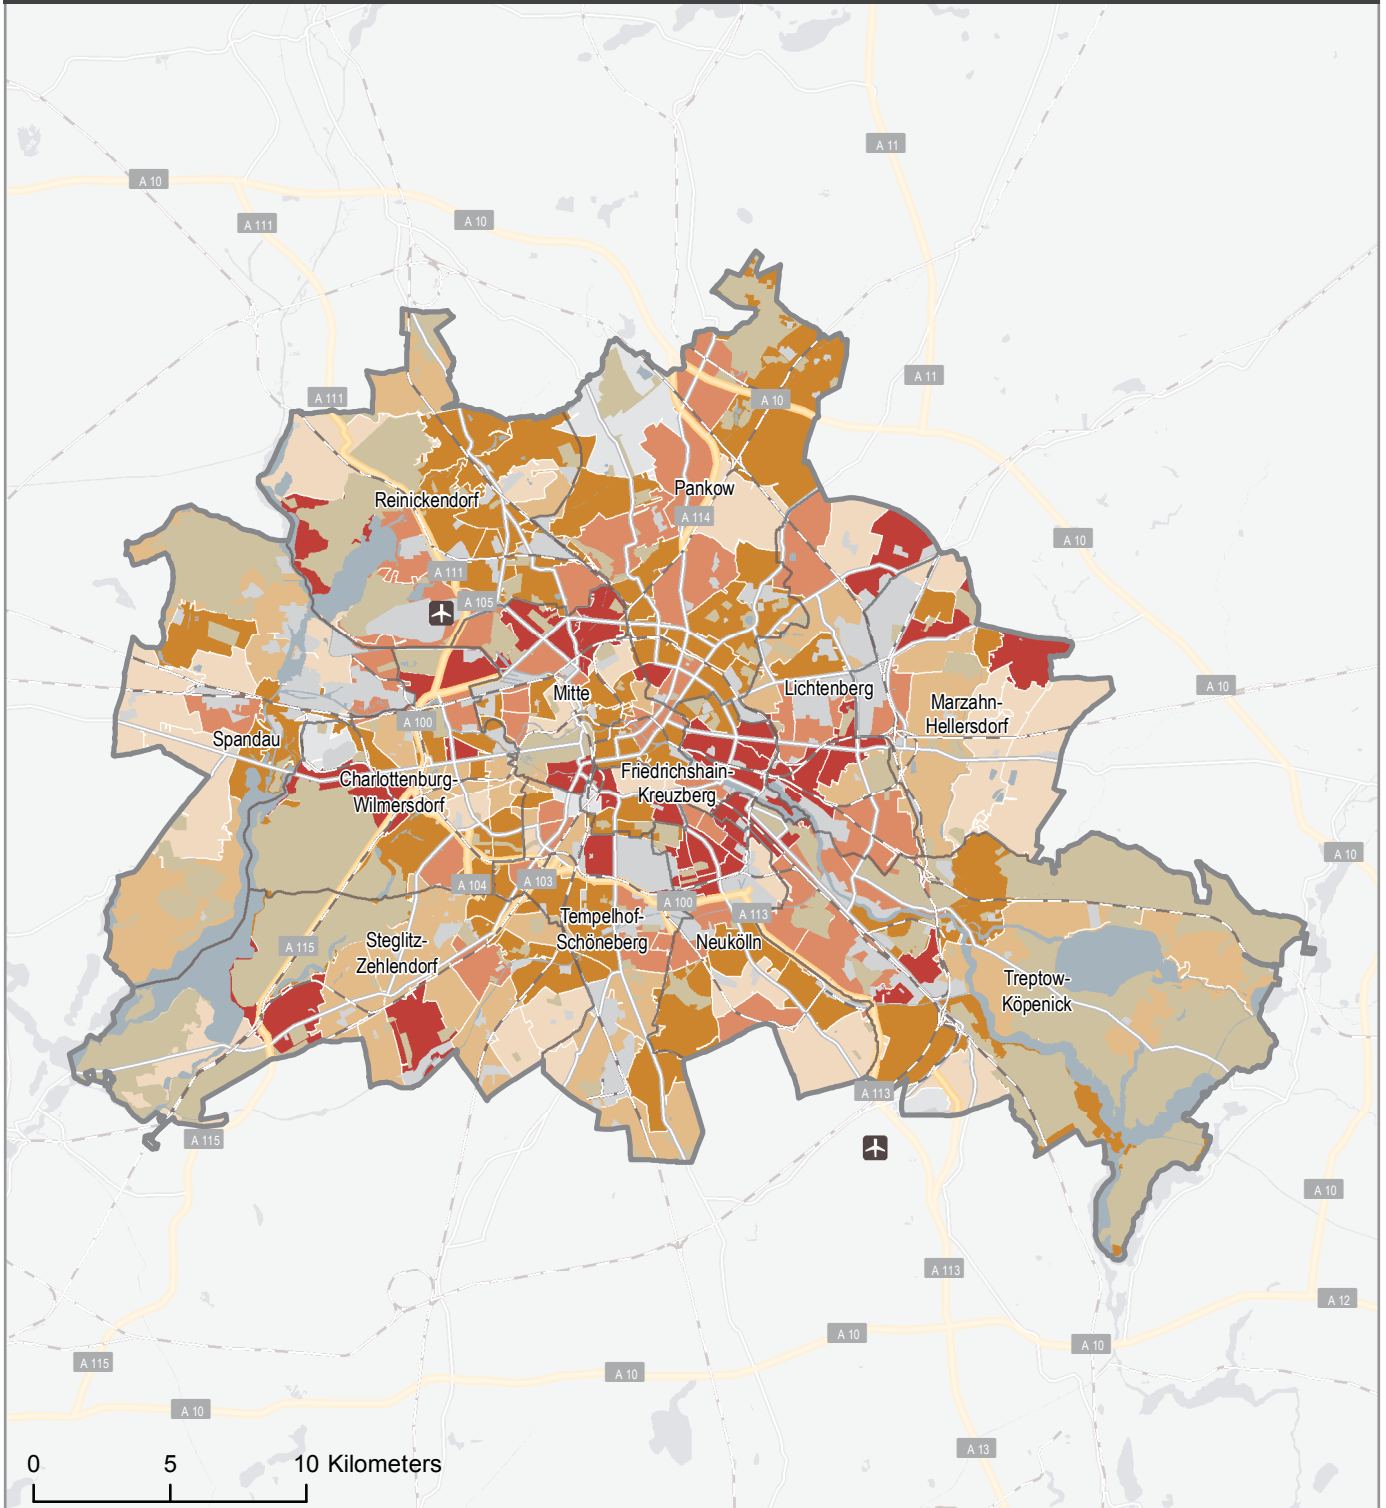 A 11
A 10
A 111
A 10
A 11
A 111
A 10
Reinickendorf
Pankow
A 114
A 10
A 111
A 105
Mitte
Lichtenberg
A 10
Marzahn-
Hellersdorf
A 100
Spandau
Friedrichshain-
Kreuzberg
Charlottenburg-
Wilmersdorf
A 10
A 104
A 103
A 100
A 113
Tempelhof-
Schöneberg
Neukölln
Steglitz-
Zehlendorf
A 115
Treptow-
Köpenick
A 113
A 115
A 10
A 113
A 12
A 10
A 10
A 115
A 10
A 10
A 13
0 5 10 Kilometers